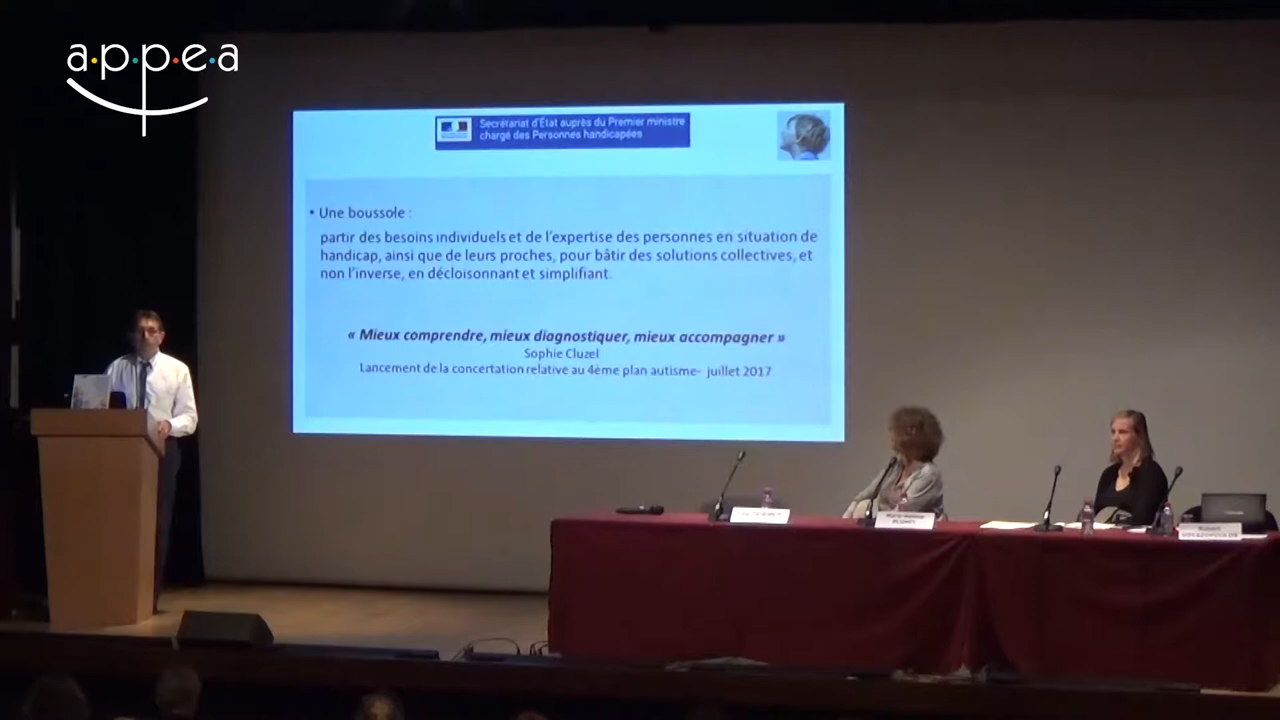 a·p·p·e·a
Secrétariat d'État auprès du Premier ministre
chargé des Personnes handicapées
• Une boussole :
partir des besoins individuels et de l'expertise des personnes en situation de
handicap, ainsi que de leurs proches, pour bâtir des solutions collectives, et
non l'inverse, en décloisonnant et simplifiant.
« Mieux comprendre, mieux diagnostiquer, mieux accompagner »
Sophie Cluzel
Lancement de la concertation relative au 4ème plan autisme- juillet 2017